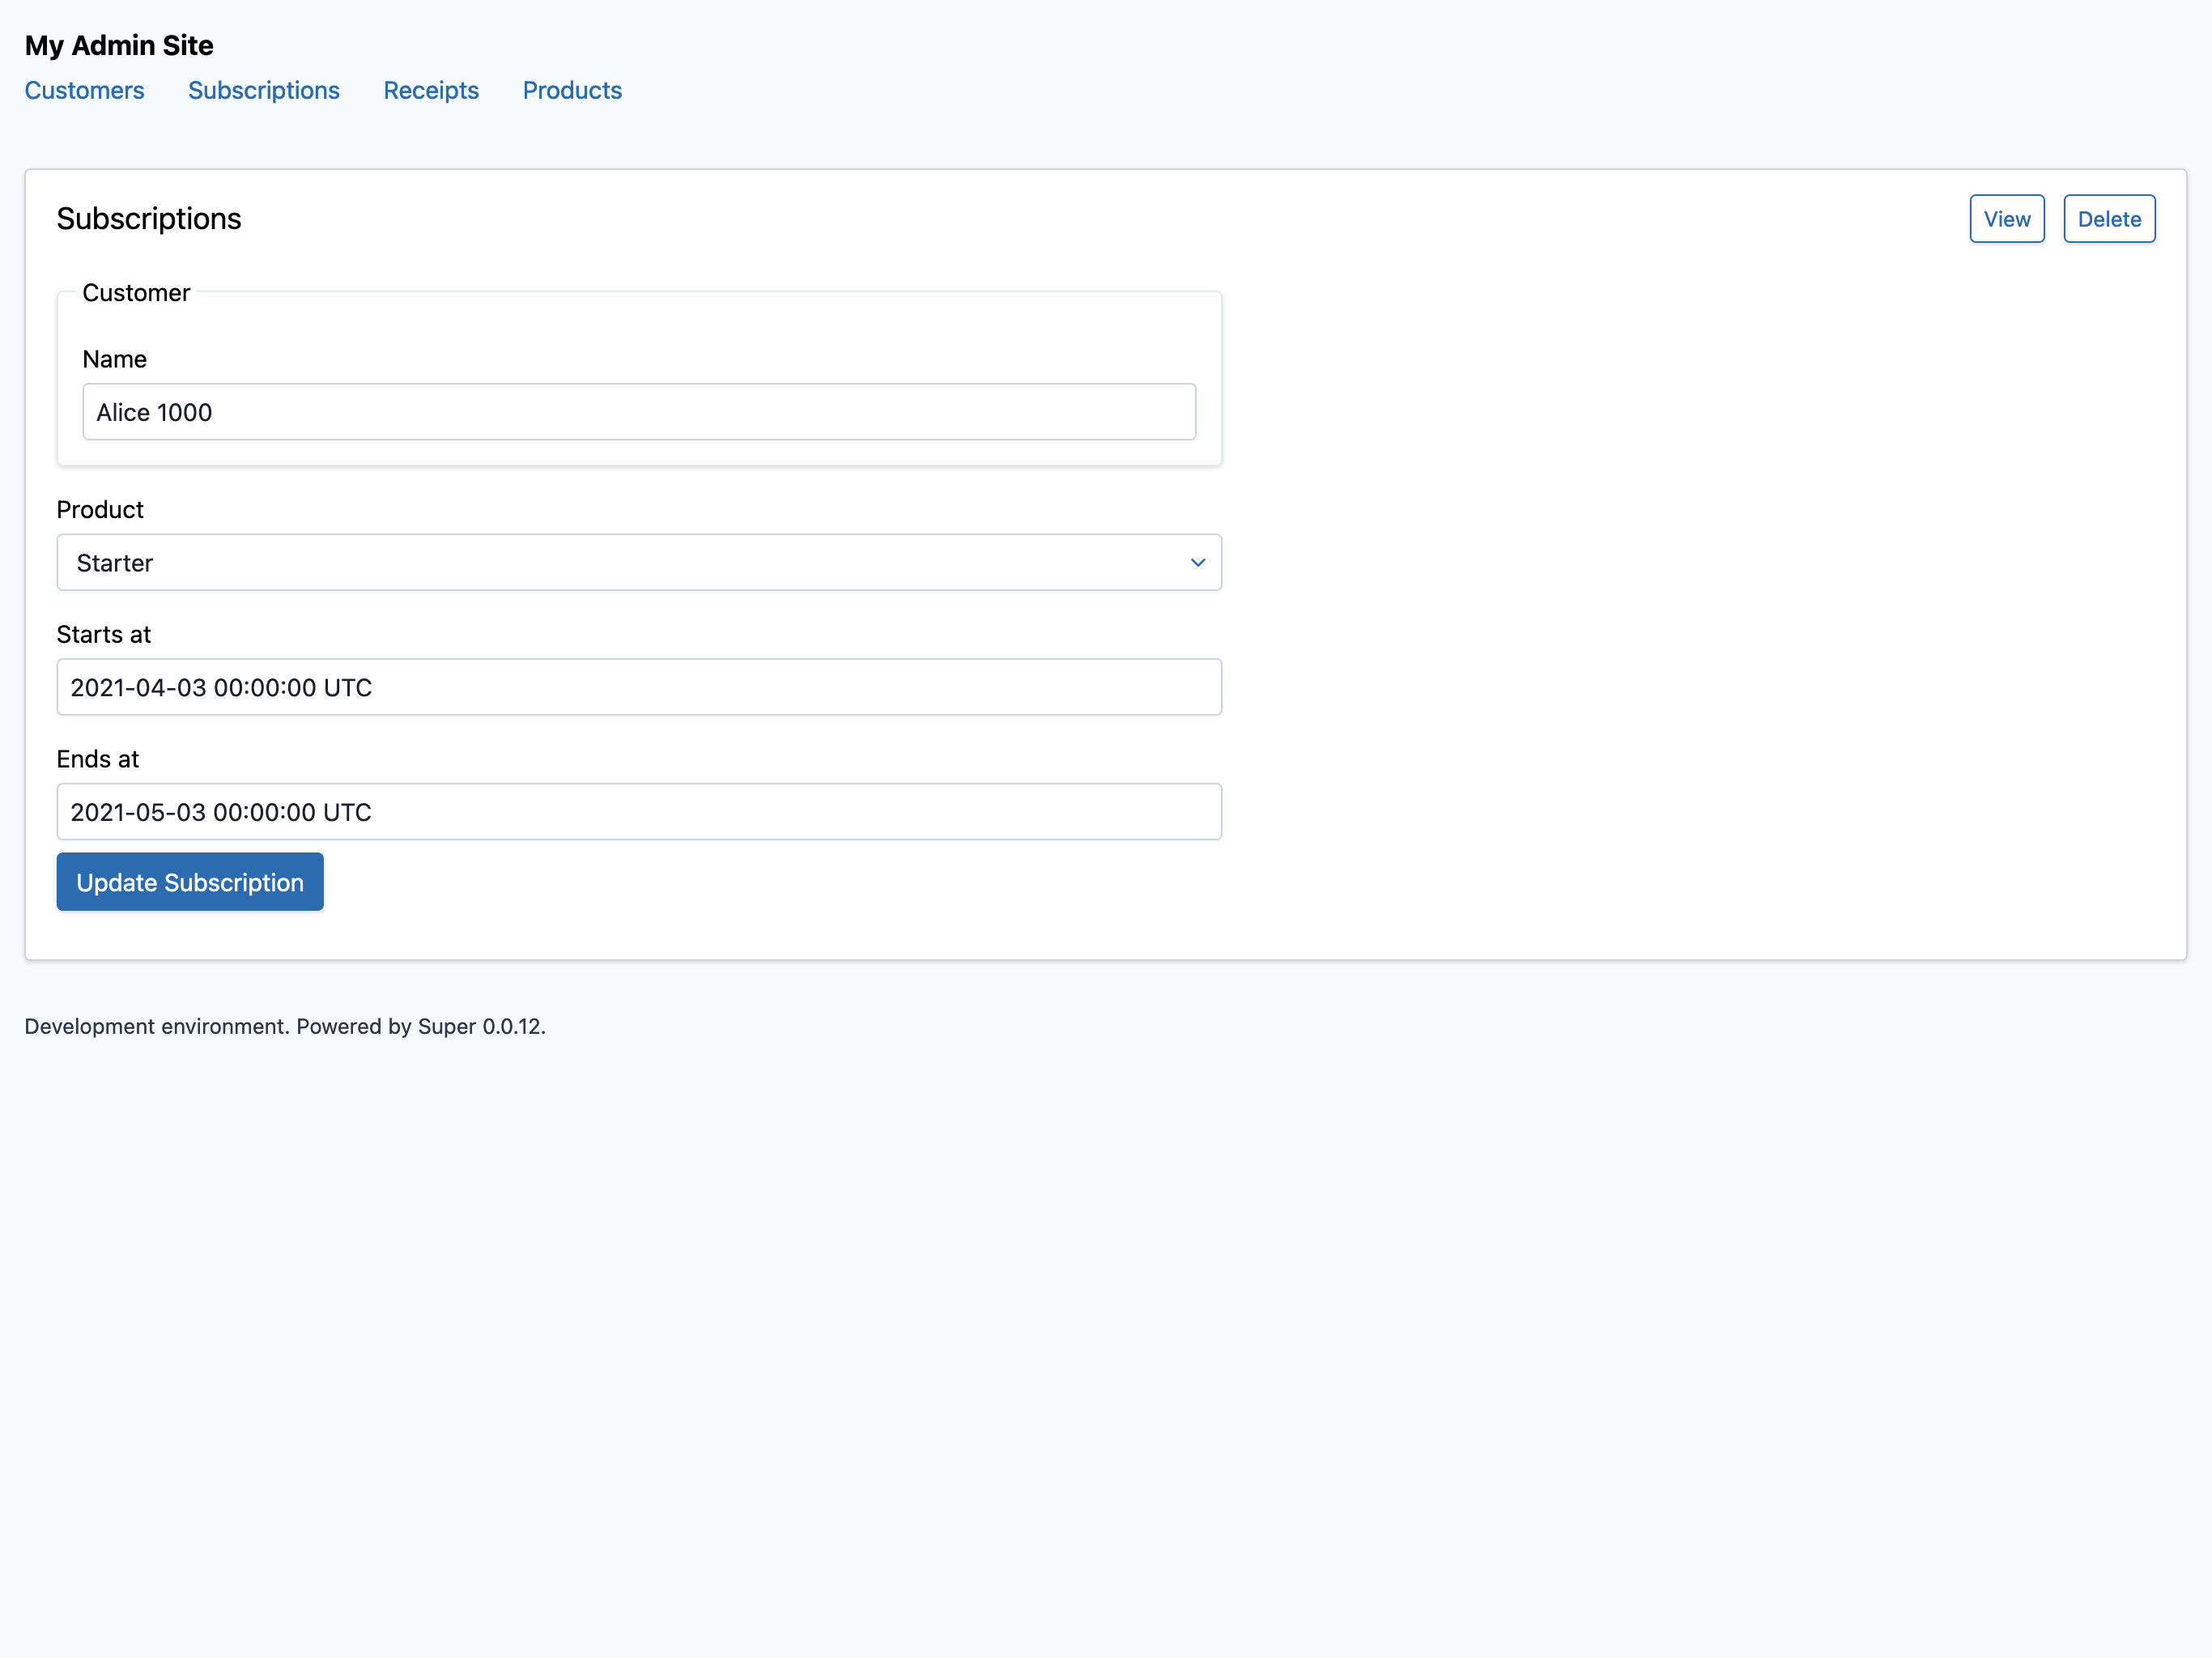 My Admin Site
Customers Subscriptions Receipts Products
Subscriptions View Delete
Customer
Name
Alice 1000
Product
Starter
Starts at
2021-04-03 00:00:00 UTC
Ends at
2021-05-03 00:00:00 UTC
Update Subscription
Development environment. Powered by Super 0.0.12.